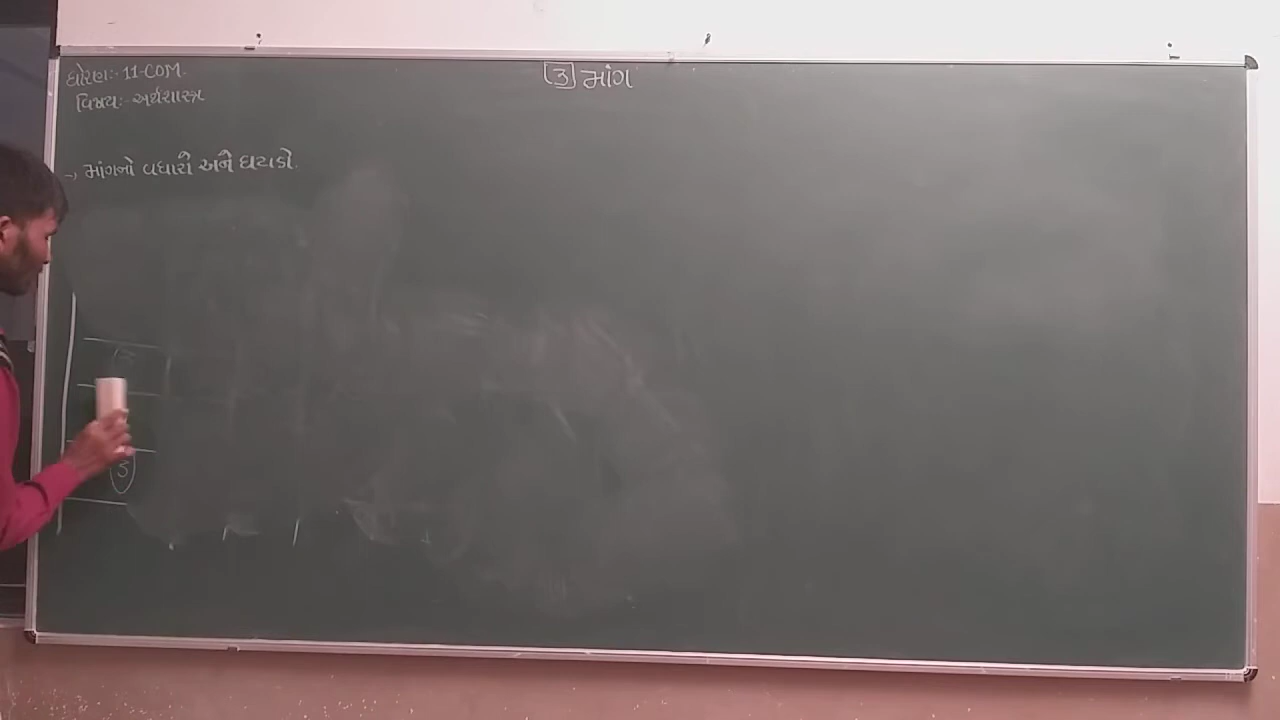 ધોરણ:- 11-COM.
[૩] માંગ
વિષય:- અર્થશાસ્ત્ર
→ માંગનો વધારો અને ઘટાડો.